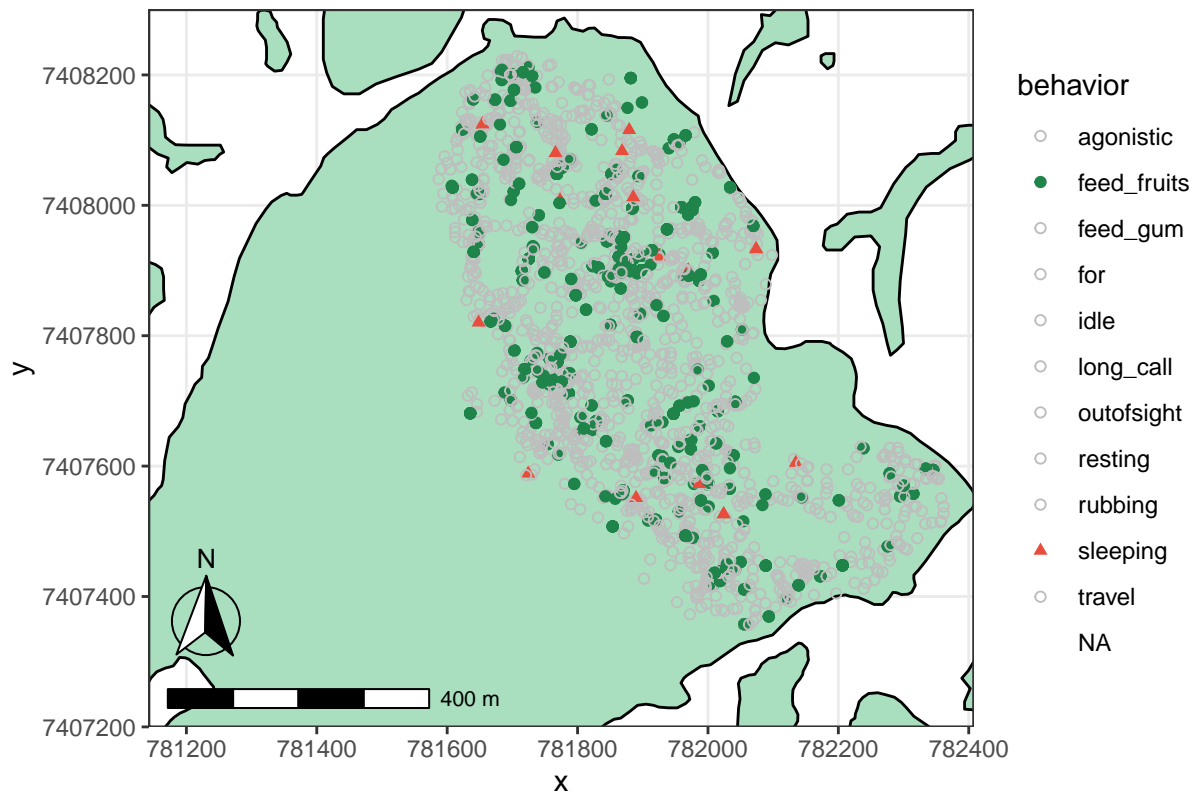 7408200
7408000
7407800
7407600
7407400
7407200
y
N
400 m
781200 781400 781600 781800 782000 782200 782400
x
behavior
agonistic
feed_fruits
feed_gum
for
idle
long_call
outofsight
resting
rubbing
sleeping
travel
NA